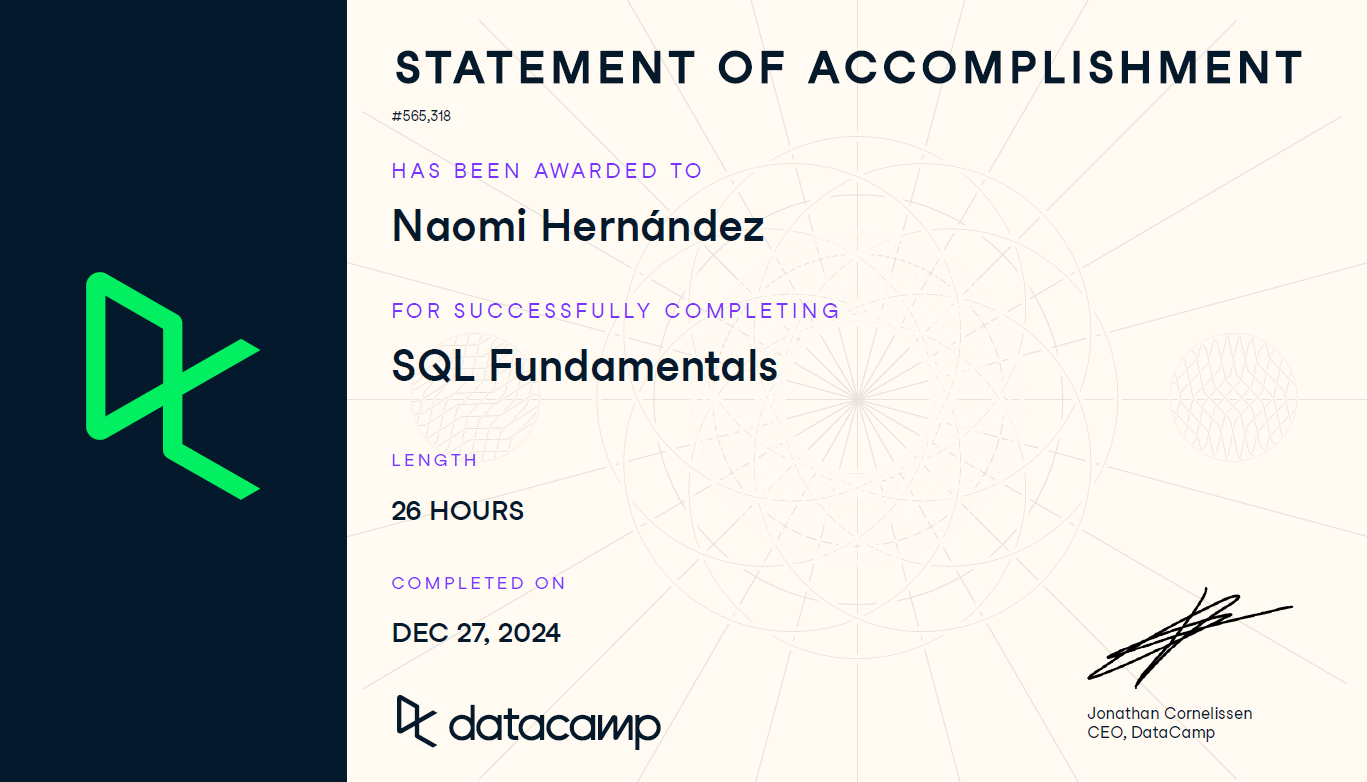 STATEMENT OF ACCOMPLISHMENT
#565,318
HAS BEEN AWARDED TO
Naomi Hernández
FOR SUCCESSFULLY COMPLETING
SQL Fundamentals
LENGTH
26 HOURS
COMPLETED ON
DEC 27, 2024
datacamp
Jonathan Cornelissen
CEO, DataCamp